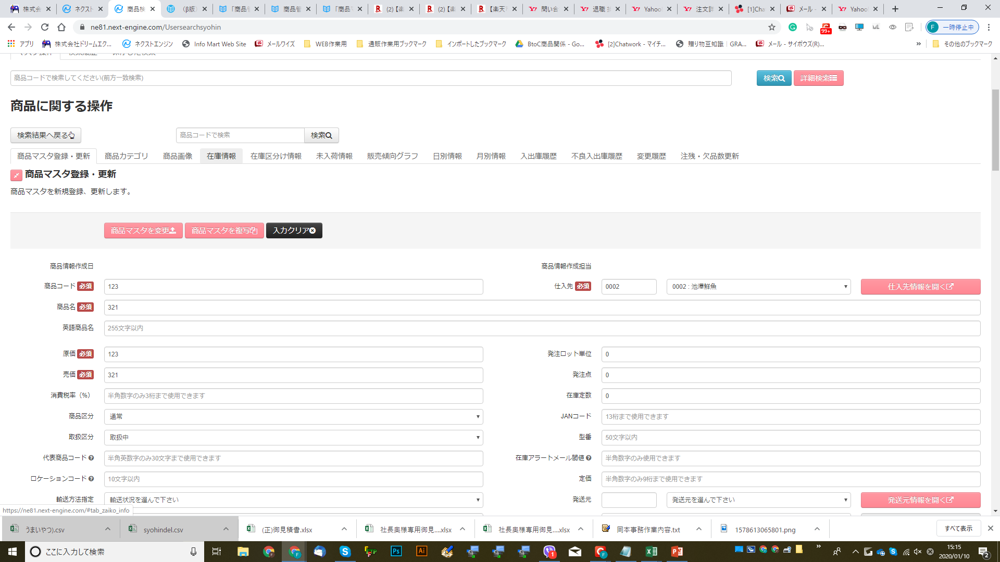 株式会
ネクスト
商品検
（β版）
「商品管
商品管
「商品マ
(2)【楽
(2)【楽
【楽天市
問い合
退職 挨
Yahoo!
注文詳
[1]Cha
メール -
Yahoo!
ne81.next-engine.com/Usersearchsyohin
99+
F 一時停止中
アプリ
株式会社ドリームエク...
ネクストエンジン
Info Mart Web Site
メールワイズ
WEB作業用
通販作業用ブックマーク
インポートしたブックマーク
BtoC商品関係 - Go...
[2]Chatwork - マイチ...
贈り物豆知識｜GRA...
メール - サイボウズ(R)...
»
その他のブックマーク
商品コードで検索してください(前方一致検索)
検索
詳細検索
商品に関する操作
検索結果へ戻る
商品コードで検索
検索
商品マスタ登録・更新
商品カテゴリ
商品画像
在庫情報
在庫区分け情報
未入荷情報
販売傾向グラフ
日別情報
月別情報
入出庫履歴
不良入出庫履歴
変更履歴
注残・欠品数更新
商品マスタ登録・更新
商品マスタを新規登録、更新します。
商品マスタを変更
商品マスタを複写
入力クリア
商品情報作成日
商品情報作成担当
商品コード 必須 123
仕入先 必須 0002 0002 : 池澤鮮魚 仕入先情報を開く
商品名 必須 321
英語商品名 255文字以内
原価 必須 123
発注ロット単位 0
売価 必須 321
発注点 0
消費税率（%） 半角数字のみ3桁まで使用できます
在庫定数 0
商品区分 通常
JANコード 13桁まで使用できます
取扱区分 取扱中
型番 50文字以内
代表商品コード 半角英数字のみ30文字まで使用できます
在庫アラートメール閾値 半角数字のみ使用できます
ロケーションコード 10文字以内
定価 半角数字のみ9桁まで使用できます
輸送方法指定 輸送状況を選んで下さい
発送元 発送元を選んで下さい 発送元情報を開く
https://ne81.next-engine.com/#tab_zaiko_info
うまいやつ).csv
syohindel.csv
(正)御見積書.xlsx
社長奥様専用御見....xlsx
社長奥様専用御見....xlsx
岡本事務作業内容.txt
1578613065801.png
すべて表示
ここに入力して検索
15:15
2020/01/10
2